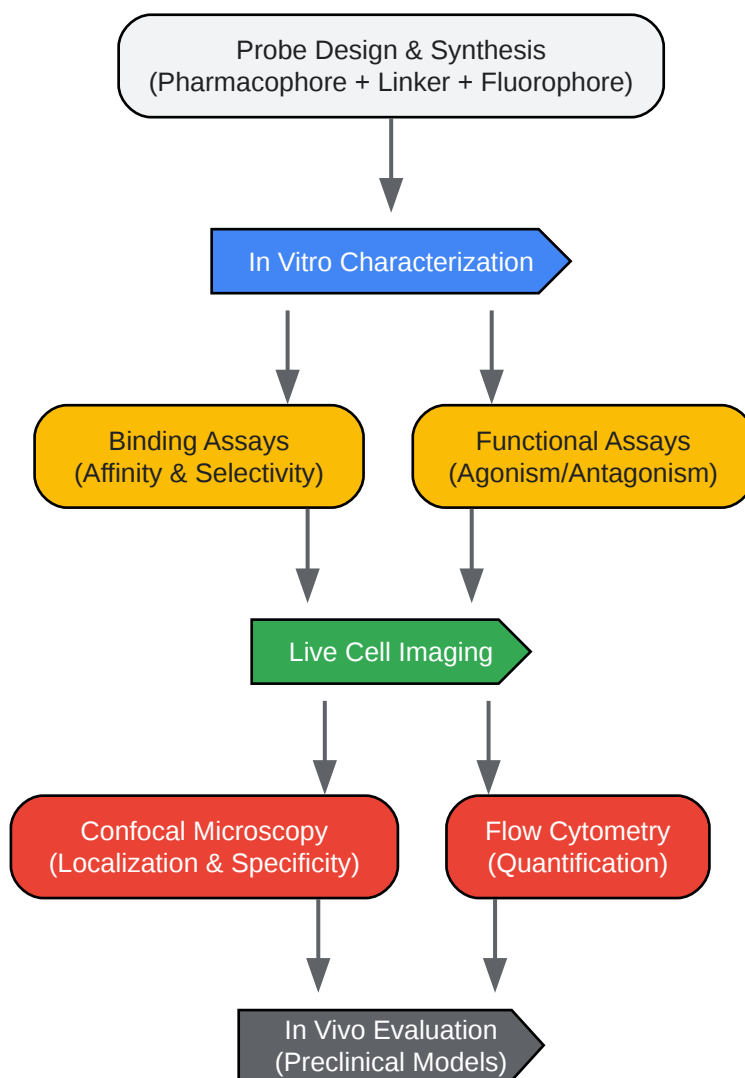 Probe Design & Synthesis
(Pharmacophore + Linker + Fluorophore)
In Vitro Characterization
Binding Assays
(Affinity & Selectivity)
Functional Assays
(Agonism/Antagonism)
Live Cell Imaging
Confocal Microscopy
(Localization & Specificity)
Flow Cytometry
(Quantification)
In Vivo Evaluation
(Preclinical Models)